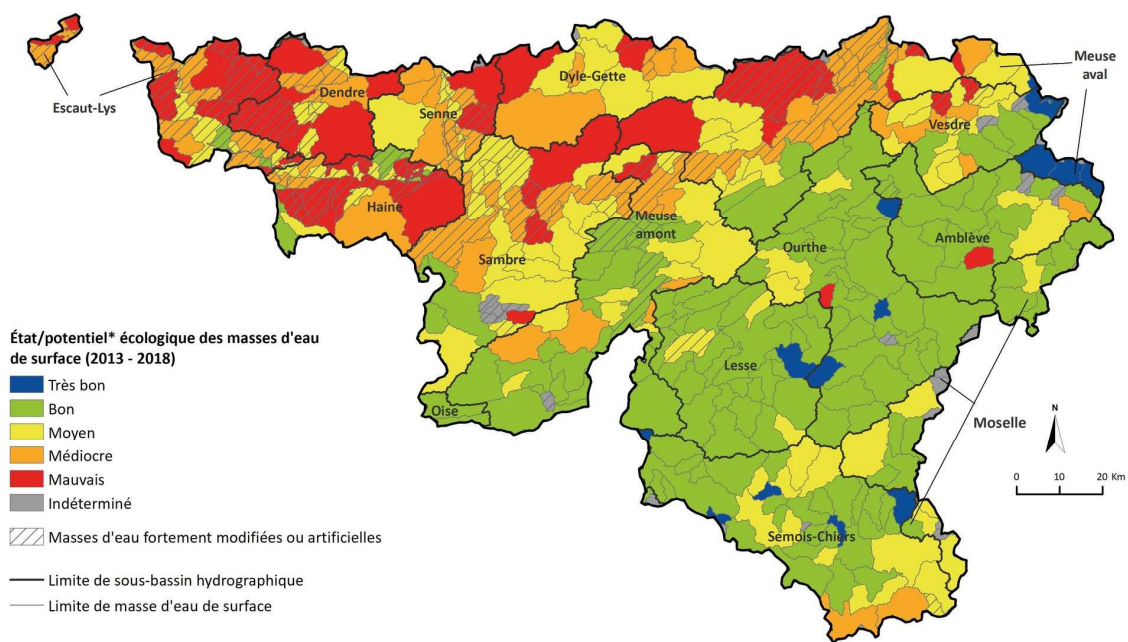 Escaut-Lys
Dendre
Senne
Dyle-Gette
Meuse
aval
Vesdre
Haine
Sambre
Meuse
amont
Ourthe
Amblève
Lesse
Oise
Moselle
Semois-Chiers
État/potentiel* écologique des masses d'eau
de surface (2013 - 2018)
Très bon
Bon
Moyen
Médiocre
Mauvais
Indéterminé
Masses d'eau fortement modifiées ou artificielles
Limite de sous-bassin hydrographique
Limite de masse d'eau de surface
N
0 10 20 Km